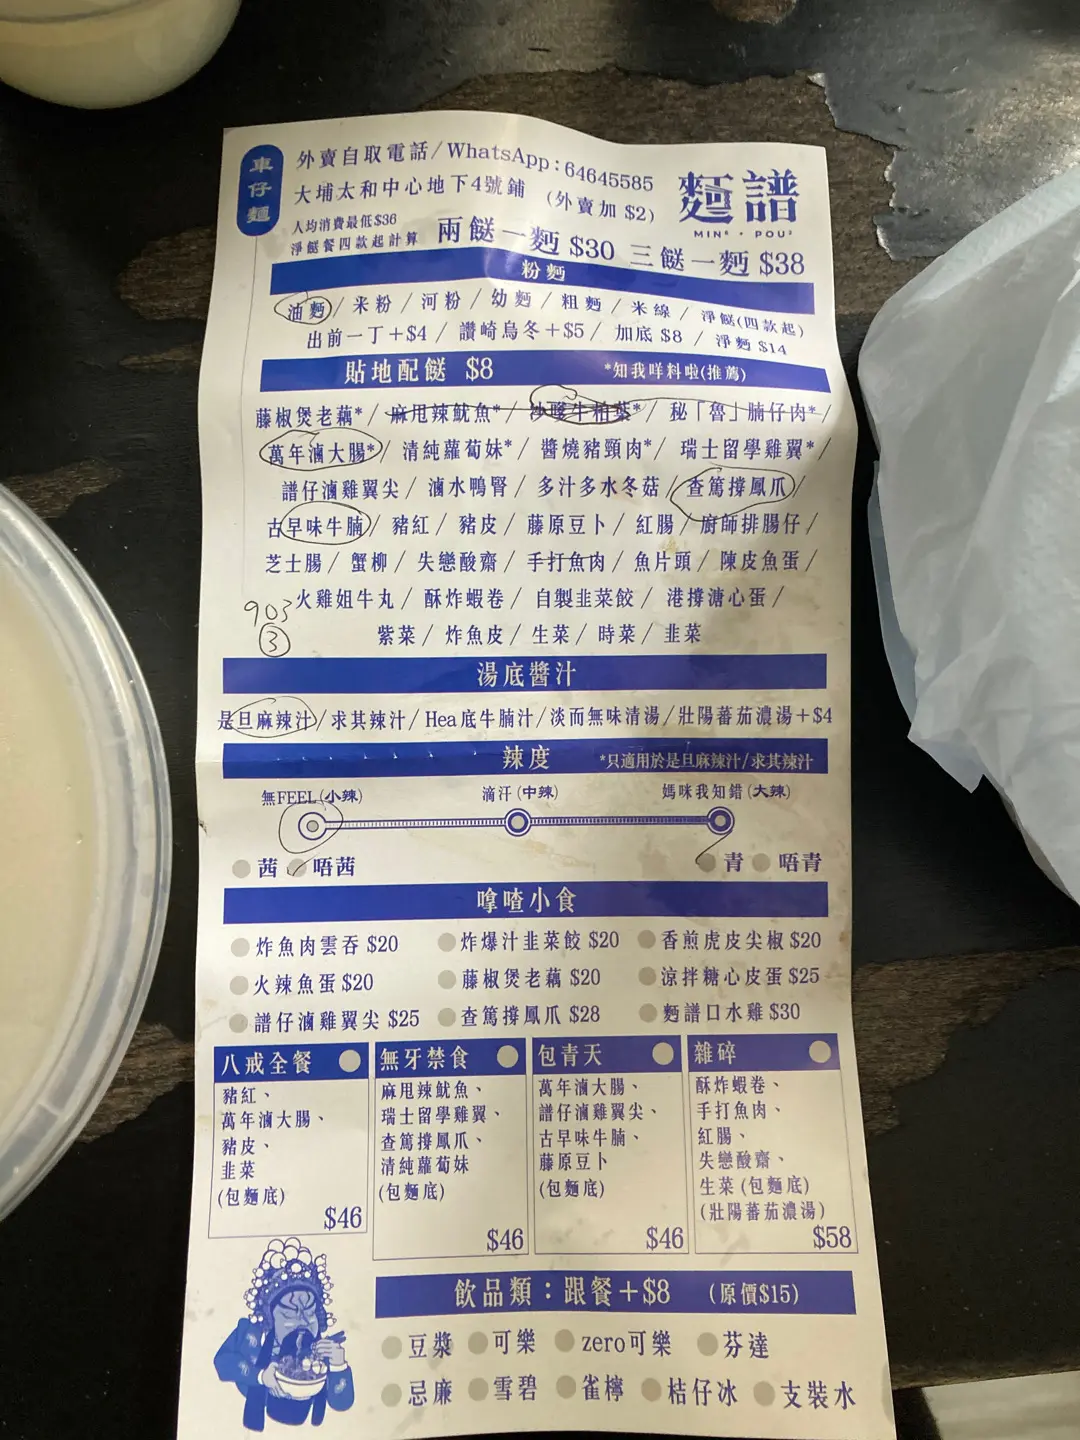 車仔麵
外賣自取電話/WhatsApp:64645585
大埔太和中心地下4號鋪 (外賣加 $2)
麵譜
MIN⁶ · POU²
人均消費最低$36
淨餸餐四款起計算
兩餸一麪 $30 三餸一麪 $38
粉麪
油麪/米粉/河粉/幼麪/粗麪/米線/淨餸(四款起)
出前一丁+$4/讚崎烏冬+$5/加底 $8/淨麪 $14
貼地配餸 $8 *知我咩料啦(推薦)
藤椒煲老藕*/麻甩辣魷魚*/沙嗲牛柏葉*/秘「魯」腩仔肉*/
萬年滷大腸*/清純蘿蔔妹*/醬燒豬頸肉*/瑞士留學雞翼*/
譜仔滷雞翼尖/滷水鴨腎/多汁多水冬菇/查篤撐鳳爪/
古早味牛腩/豬紅/豬皮/藤原豆卜/紅腸/廚師排腸仔/
芝士腸/蟹柳/失戀酸齋/手打魚肉/魚片頭/陳皮魚蛋/
火雞姐牛丸/酥炸蝦卷/自製韭菜餃/港撐溏心蛋/
紫菜/炸魚皮/生菜/時菜/韭菜
903
3
湯底醬汁
是旦麻辣汁/求其辣汁/Hea底牛腩汁/淡而無味清湯/壯陽蕃茄濃湯+$4
辣度 *只適用於是旦麻辣汁/求其辣汁
無FEEL(小辣) 滴汗(中辣) 媽咪我知錯(大辣)
茜 唔茜 青 唔青
嗱喳小食
炸魚肉雲吞 $20 炸爆汁韭菜餃 $20 香煎虎皮尖椒 $20
火辣魚蛋 $20 藤椒煲老藕 $20 涼拌糖心皮蛋 $25
譜仔滷雞翼尖 $25 查篤撐鳳爪 $28 麪譜口水雞 $30
八戒全餐
豬紅、
萬年滷大腸、
豬皮、
韭菜
(包麵底)
$46
無牙禁食
麻甩辣魷魚、
瑞士留學雞翼、
查篤撐鳳爪、
清純蘿蔔妹
(包麵底)
$46
包青天
萬年滷大腸、
譜仔滷雞翼尖、
古早味牛腩、
藤原豆卜
(包麵底)
$46
雜碎
酥炸蝦卷、
手打魚肉、
紅腸、
失戀酸齋、
生菜(包麵底)
(壯陽蕃茄濃湯)
$58
飲品類:跟餐+$8 (原價$15)
豆漿 可樂 zero可樂 芬達
忌廉 雪碧 雀檸 桔仔冰 支裝水